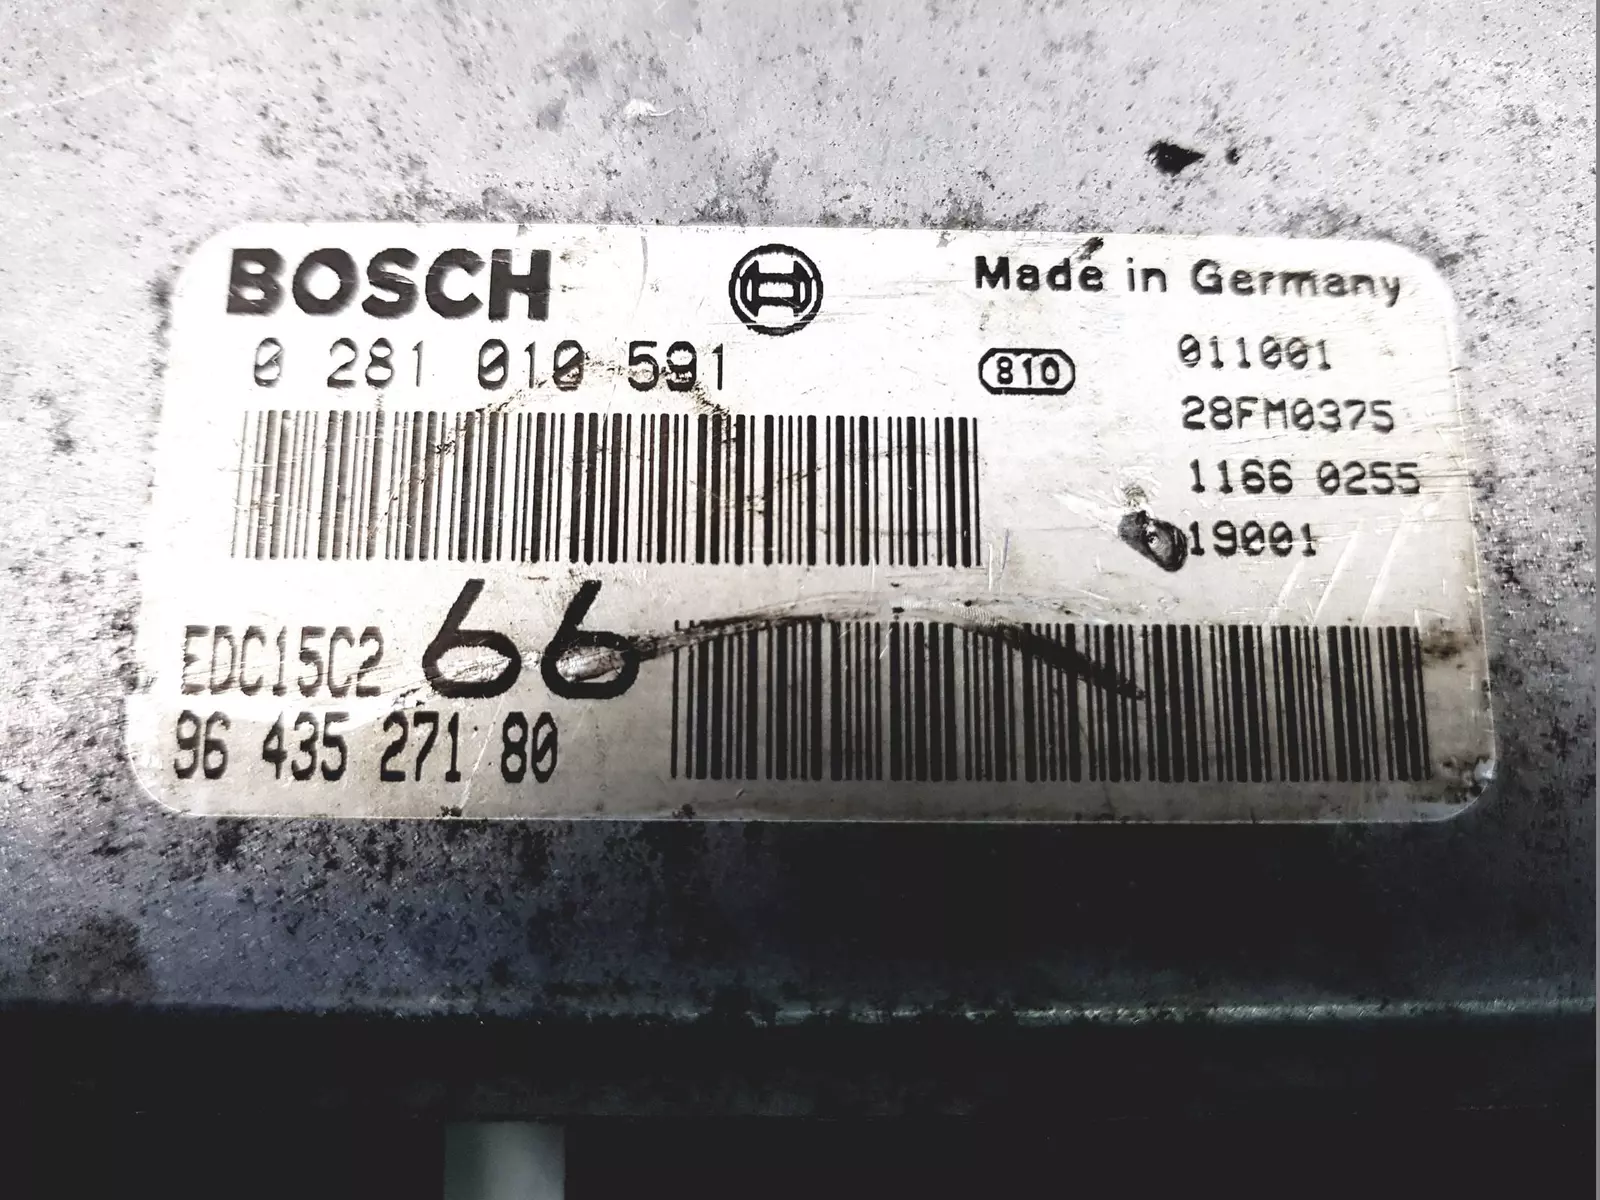 BOSCH
Made in Germany
0 281 010 591
810
011001
28FM0375
1166 0255
19001
EDC15C2
66
96 435 271 80